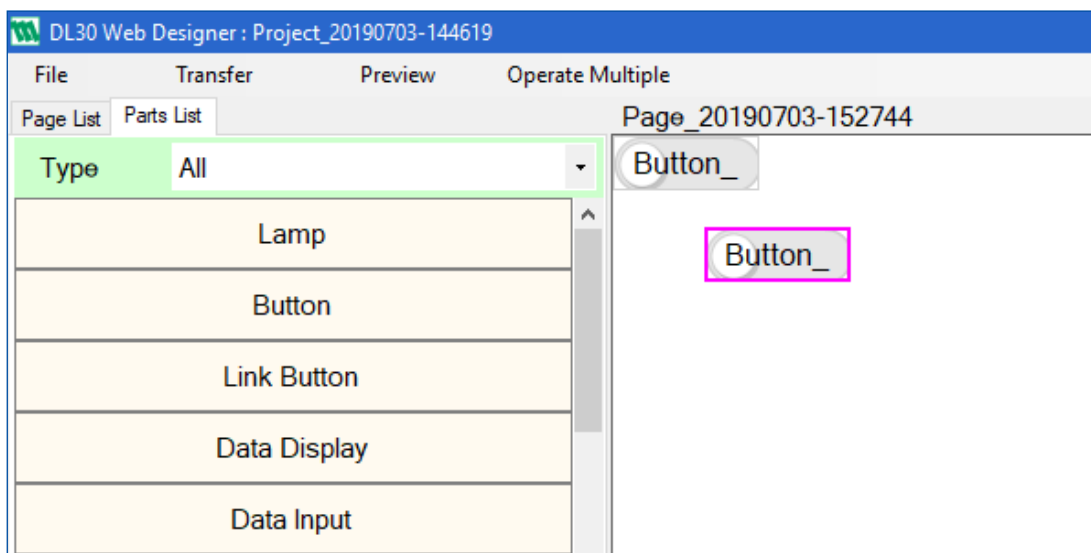 DL30 Web Designer : Project_20190703-144619
File Transfer Preview Operate Multiple
Page List Parts List
Page_20190703-152744
Type All
Button_
Lamp
Button_
Button
Link Button
Data Display
Data Input